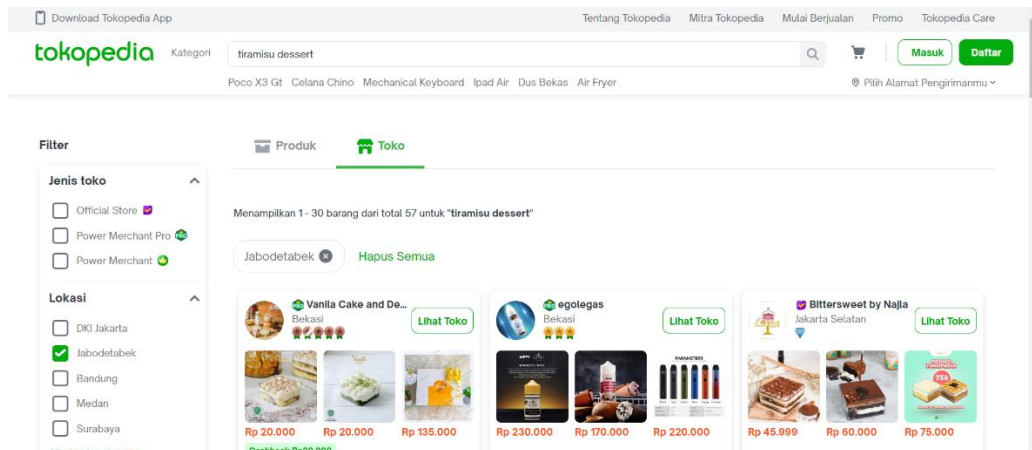 Download Tokopedia App
Tentang Tokopedia Mitra Tokopedia Mulai Berjualan Promo Tokopedia Care
tokopedia Kategori tiramisu dessert Masuk Daftar
Poco X3 Gt Celana Chino Mechanical Keyboard Ipad Air Dus Bekas Air Fryer
Pilih Alamat Pengirimanmu
Filter
Produk Toko
Jenis toko
Official Store
Power Merchant Pro
Power Merchant
Lokasi
DKI Jakarta
Jabodetabek
Bandung
Medan
Surabaya
Menampilkan 1 - 30 barang dari total 57 untuk "tiramisu dessert"
Jabodetabek Hapus Semua
Vanila Cake and De...
Bekasi
Lihat Toko
Rp 20.000 Rp 20.000 Rp 135.000
Cashback Rp20.000
egolegas
Bekasi
Lihat Toko
PARAMETERS
Rp 230.000 Rp 170.000 Rp 220.000
Bittersweet by Najla
Jakarta Selatan
Lihat Toko
75k
Rp 45.999 Rp 60.000 Rp 75.000